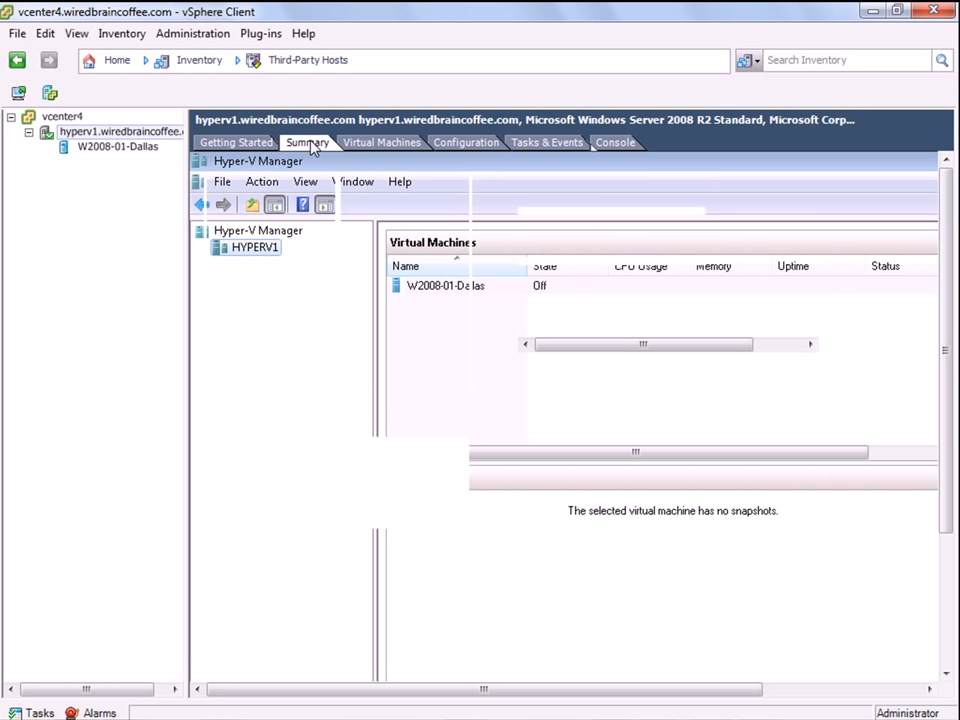 vcenter4.wiredbraincoffee.com - vSphere Client
File Edit View Inventory Administration Plug-ins Help
Home Inventory Third-Party Hosts Search Inventory
vcenter4
hyperv1.wiredbraincoffee.
W2008-01-Dallas
hyperv1.wiredbraincoffee.com hyperv1.wiredbraincoffee.com, Microsoft Windows Server 2008 R2 Standard, Microsoft Corp...
Getting Started Summary Virtual Machines Configuration Tasks & Events Console
Hyper-V Manager
File Action View Window Help
Hyper-V Manager
HYPERV1
Virtual Machines
Name State CPU Usage Memory Uptime Status
W2008-01-Dallas Off
The selected virtual machine has no snapshots.
Tasks Alarms Administrator